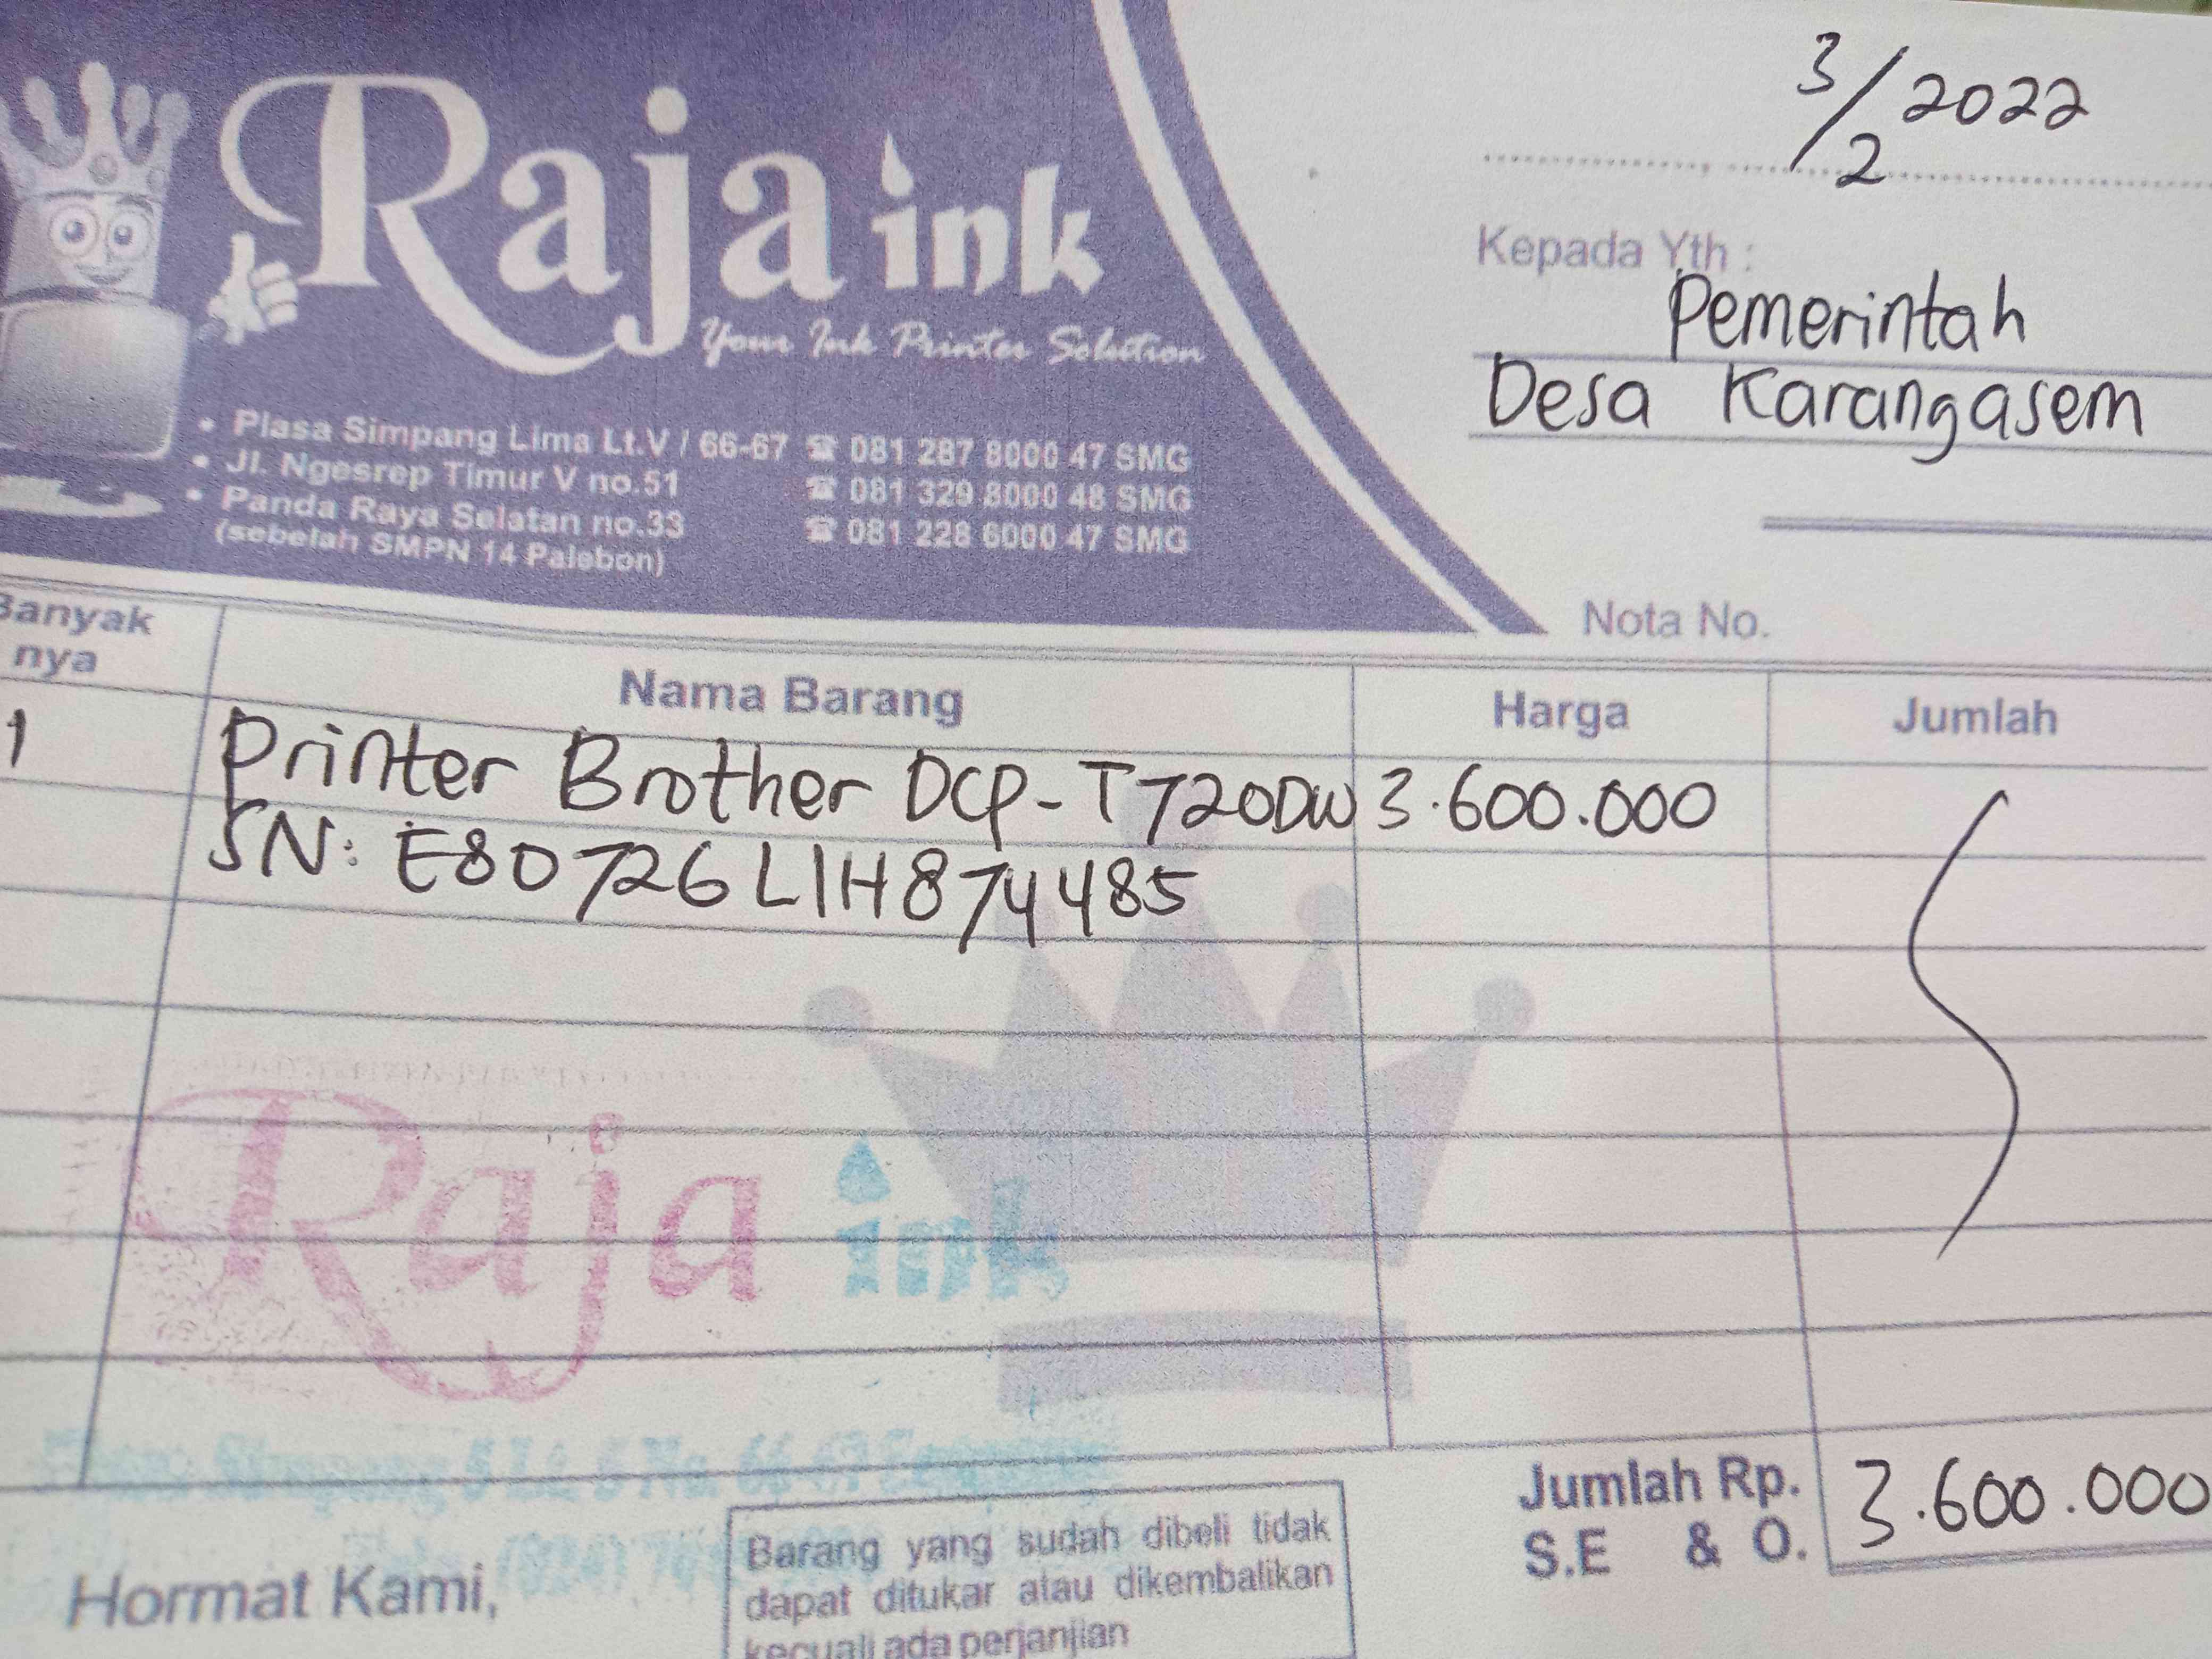 Raja ink
Your Ink Printer Solution
• Plasa Simpang Lima Lt.V / 66-67 ☎ 081 287 8000 47 SMG
• Jl. Ngesrep Timur V no.51 ☎ 081 329 8000 48 SMG
• Panda Raya Selatan no.33 ☎ 081 228 6000 47 SMG
(sebelah SMPN 14 Palebon)
3/2 2022
Kepada Yth :
Pemerintah
Desa Karangasem
Nota No.
Banyak
nya
Nama Barang
Harga
Jumlah
1 Printer Brother DCP-T720DW 3.600.000
SN: E80726L1H874485
Raja ink
Jumlah Rp. 3.600.000
S.E & O.
Hormat Kami,
Barang yang sudah dibeli tidak
dapat ditukar atau dikembalikan
kecuali ada perjanjian